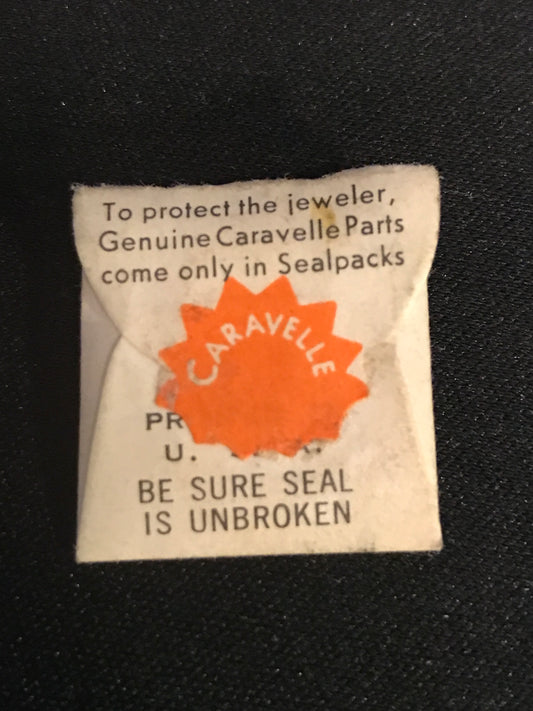 To protect the jeweler,
Genuine Caravelle Parts
come only in Sealpacks
CARAVELLE
U.
BE SURE SEAL
IS UNBROKEN